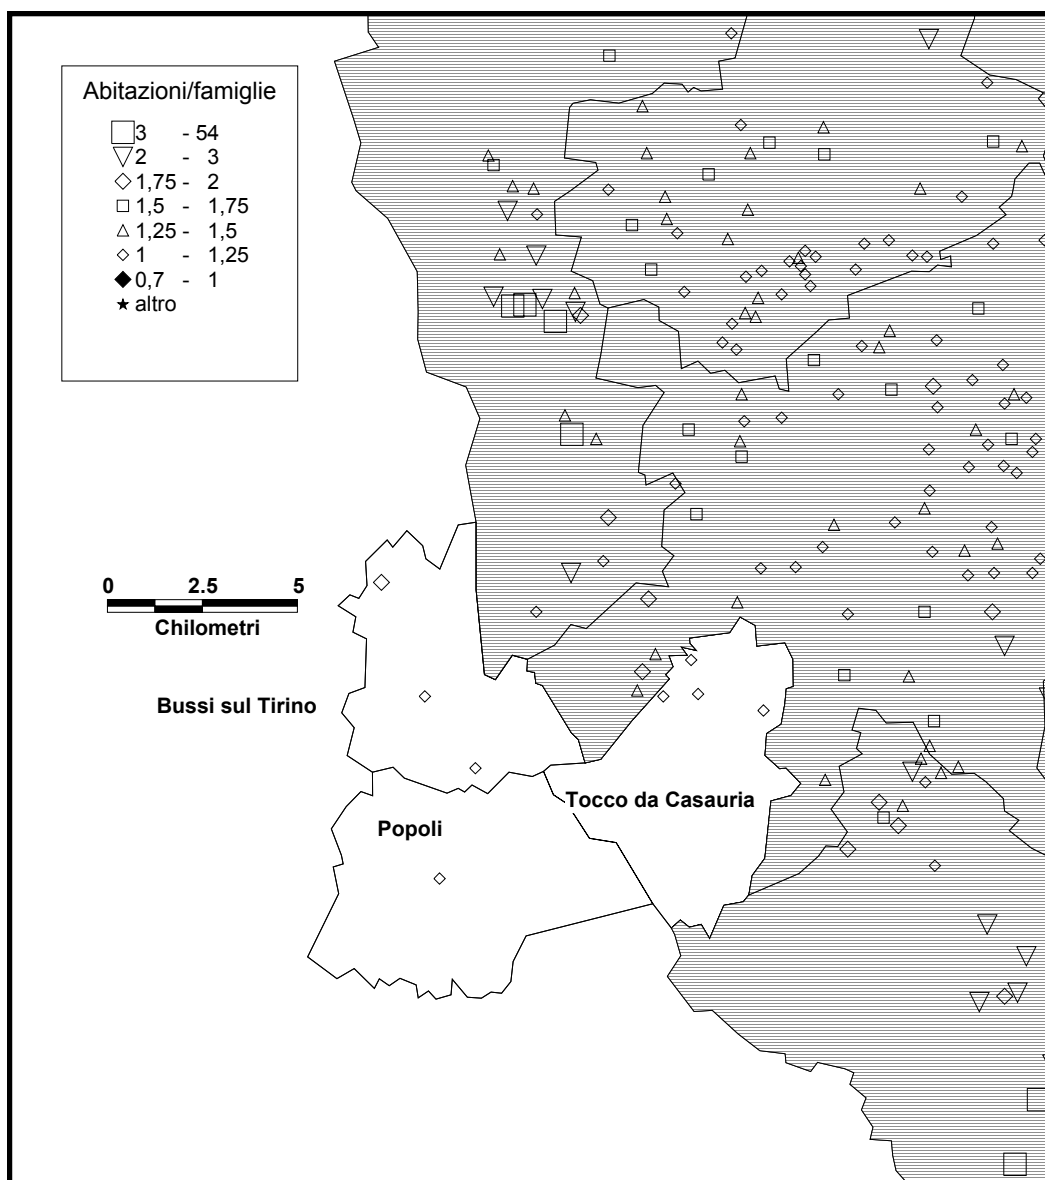 Abitazioni/famiglie
3 - 54
2 - 3
1,75 - 2
1,5 - 1,75
1,25 - 1,5
1 - 1,25
0,7 - 1
altro
0 2.5 5
Chilometri
Bussi sul Tirino
Tocco da Casauria
Popoli